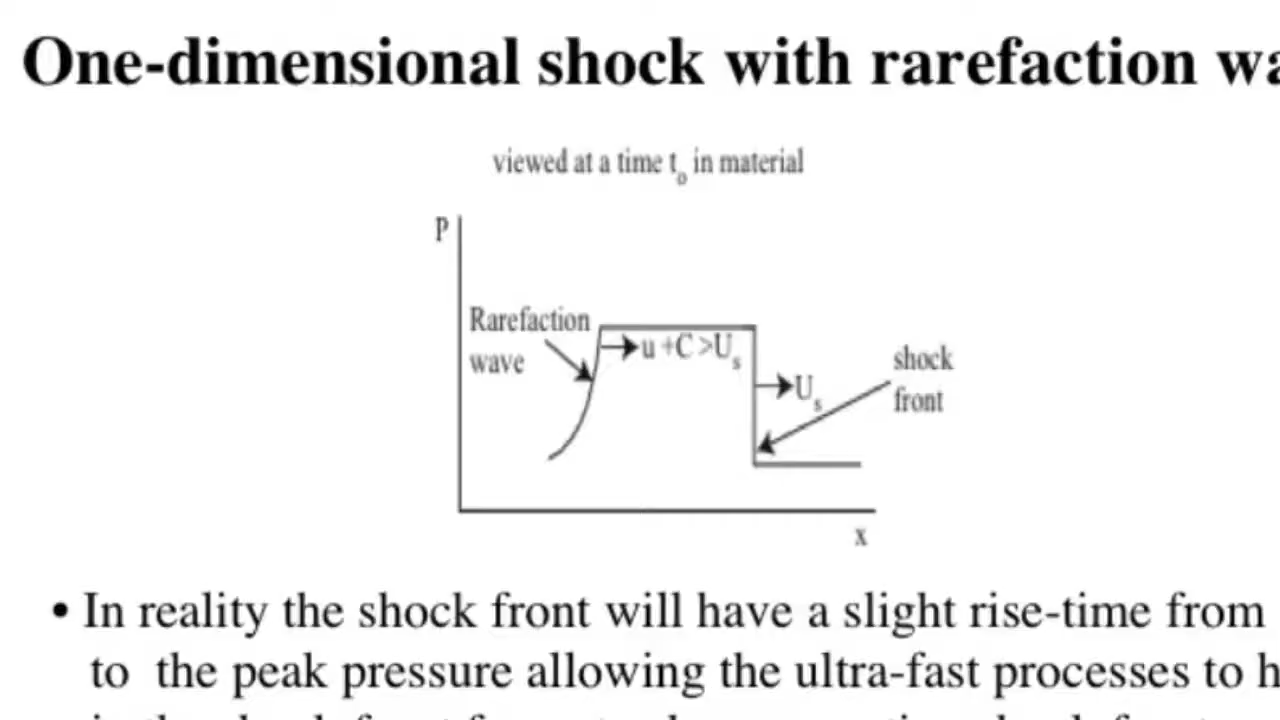 One-dimensional shock with rarefaction
viewed at a time t₀ in material
P
Rarefaction
wave
u +C >Uₛ
Uₛ
shock
front
x
• In reality the shock front will have a slight rise-time from
to the peak pressure allowing the ultra-fast processes to